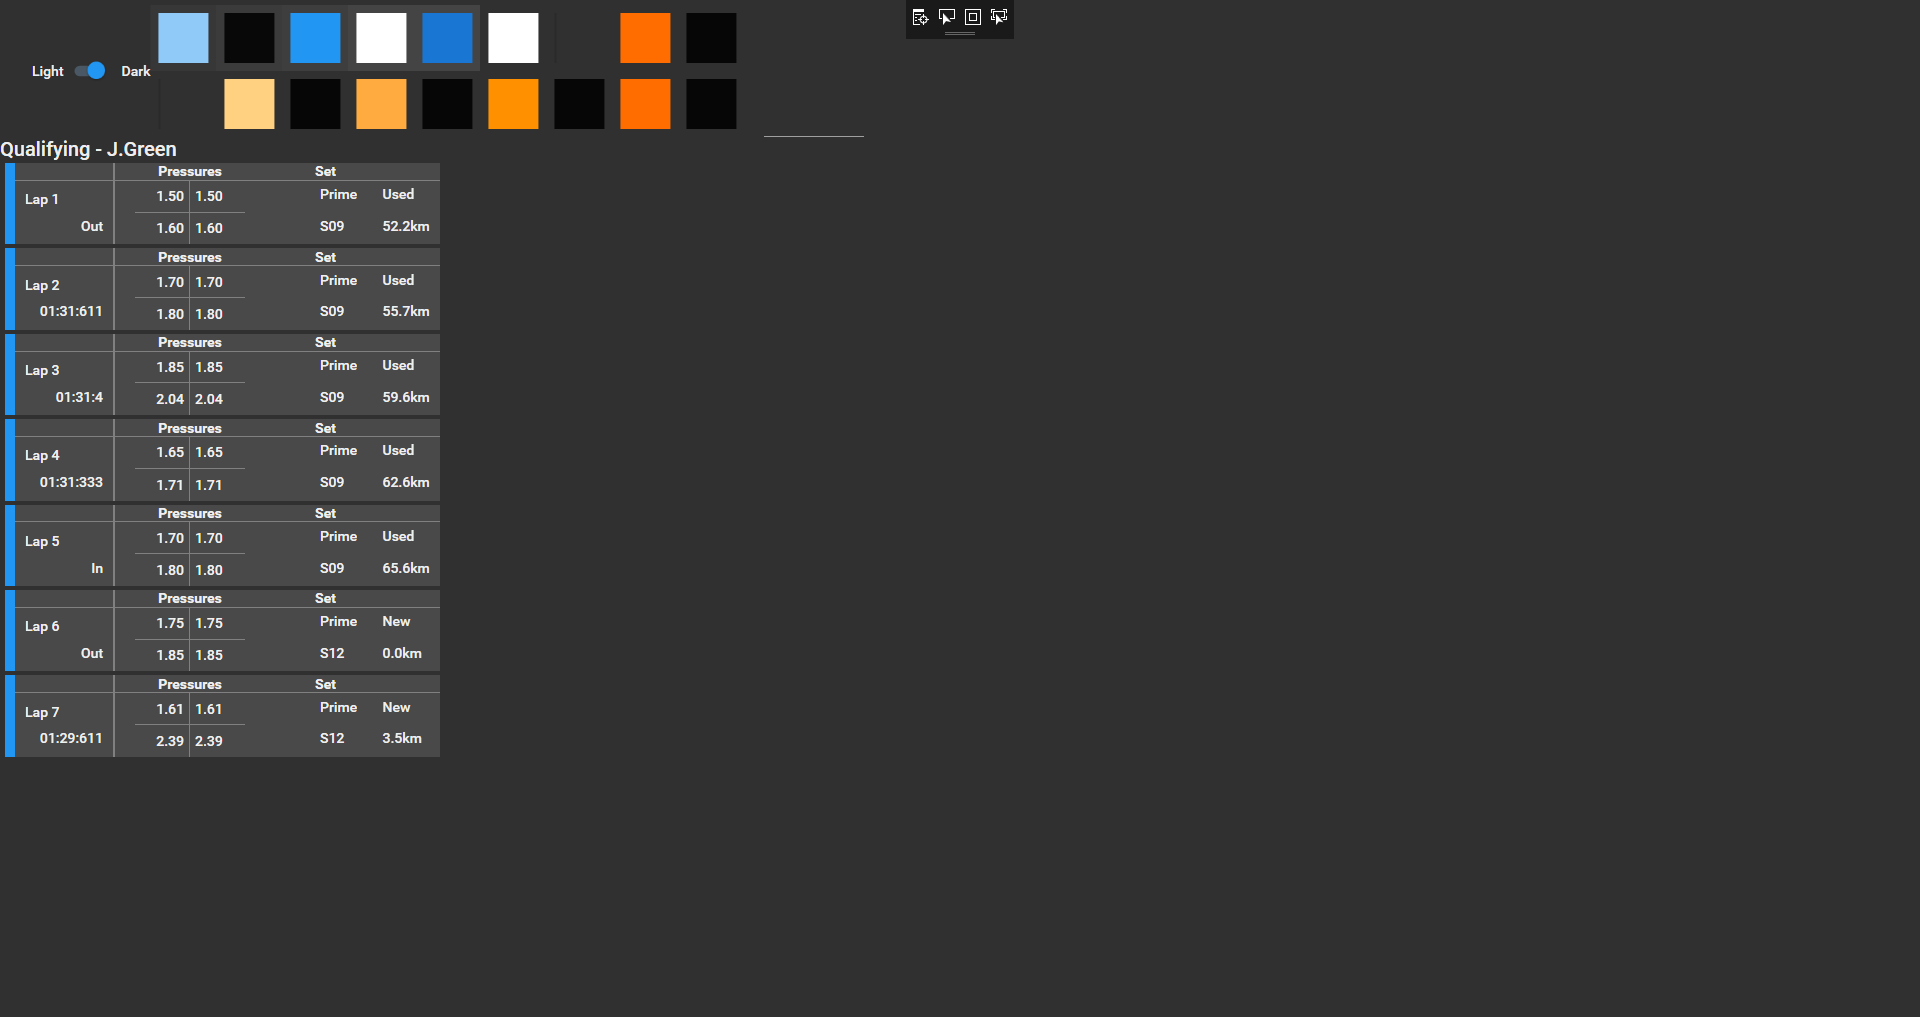 Light Dark
Qualifying - J.Green
Pressures Set
Lap 1 1.50 1.50 Prime Used
Out 1.60 1.60 S09 52.2km
Pressures Set
Lap 2 1.70 1.70 Prime Used
01:31:611 1.80 1.80 S09 55.7km
Pressures Set
Lap 3 1.85 1.85 Prime Used
01:31:4 2.04 2.04 S09 59.6km
Pressures Set
Lap 4 1.65 1.65 Prime Used
01:31:333 1.71 1.71 S09 62.6km
Pressures Set
Lap 5 1.70 1.70 Prime Used
In 1.80 1.80 S09 65.6km
Pressures Set
Lap 6 1.75 1.75 Prime New
Out 1.85 1.85 S12 0.0km
Pressures Set
Lap 7 1.61 1.61 Prime New
01:29:611 2.39 2.39 S12 3.5km